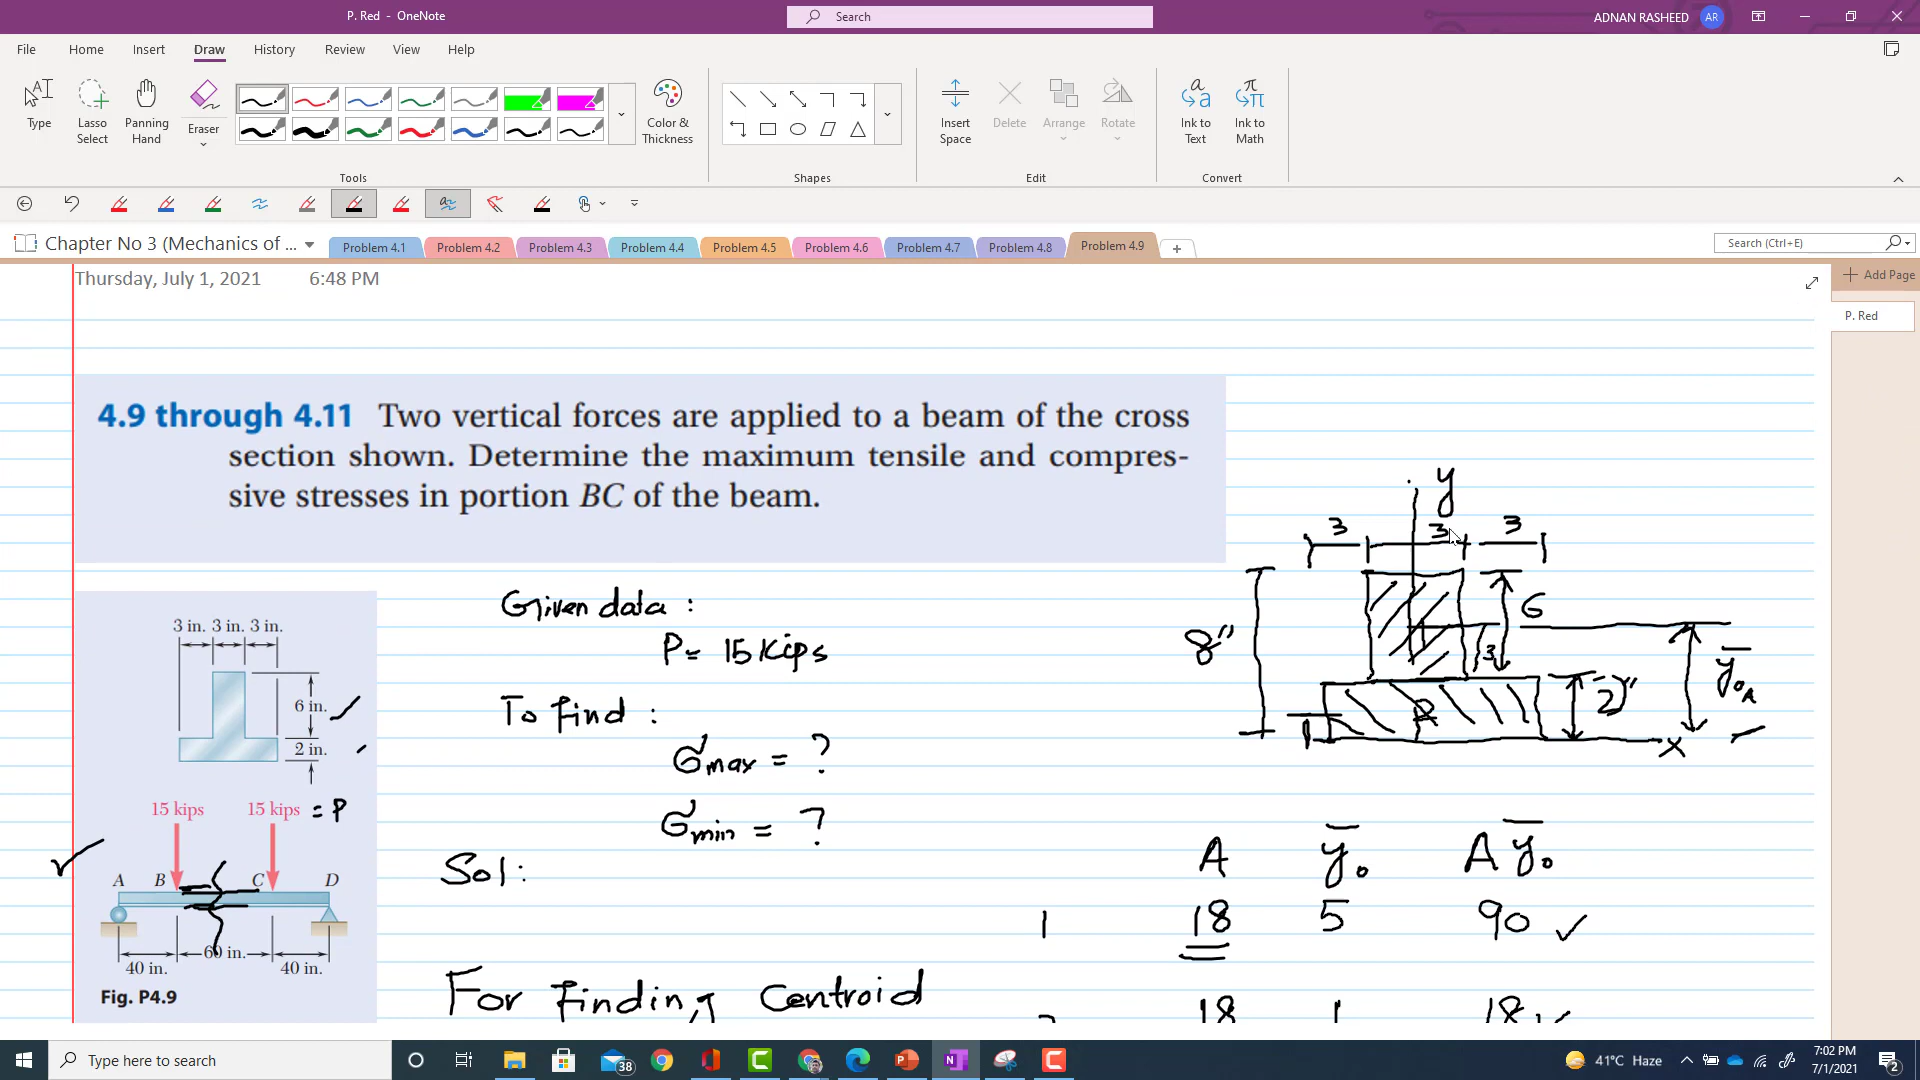 P. Red - OneNote
Search
ADNAN RASHEED
AR
File Home Insert Draw History Review View Help
Type
Lasso Select
Panning Hand
Eraser
Color & Thickness
Insert Space
Delete
Arrange
Rotate
Ink to Text
Ink to Math
Tools
Shapes
Edit
Convert
Chapter No 3 (Mechanics of ...
Problem 4.1
Problem 4.2
Problem 4.3
Problem 4.4
Problem 4.5
Problem 4.6
Problem 4.7
Problem 4.8
Problem 4.9
Search (Ctrl+E)
Add Page
P. Red
Thursday, July 1, 2021 6:48 PM
4.9 through 4.11 Two vertical forces are applied to a beam of the cross
section shown. Determine the maximum tensile and compres-
sive stresses in portion BC of the beam.
3 in. 3 in. 3 in.
6 in.
2 in.
15 kips 15 kips = P
A B C D
40 in. 60 in. 40 in.
Fig. P4.9
Given data :
P = 15 Kips
To find :
σmax = ?
σmin = ?
Sol:
For finding Centroid
y
3 3 3
8"
6
3
2"
1
x
A ȳ₀ Aȳ₀
1 18 5 90 ✓
2 18 1 18 ✓
Type here to search
38
41°C Haze
7:02 PM
7/1/2021
2